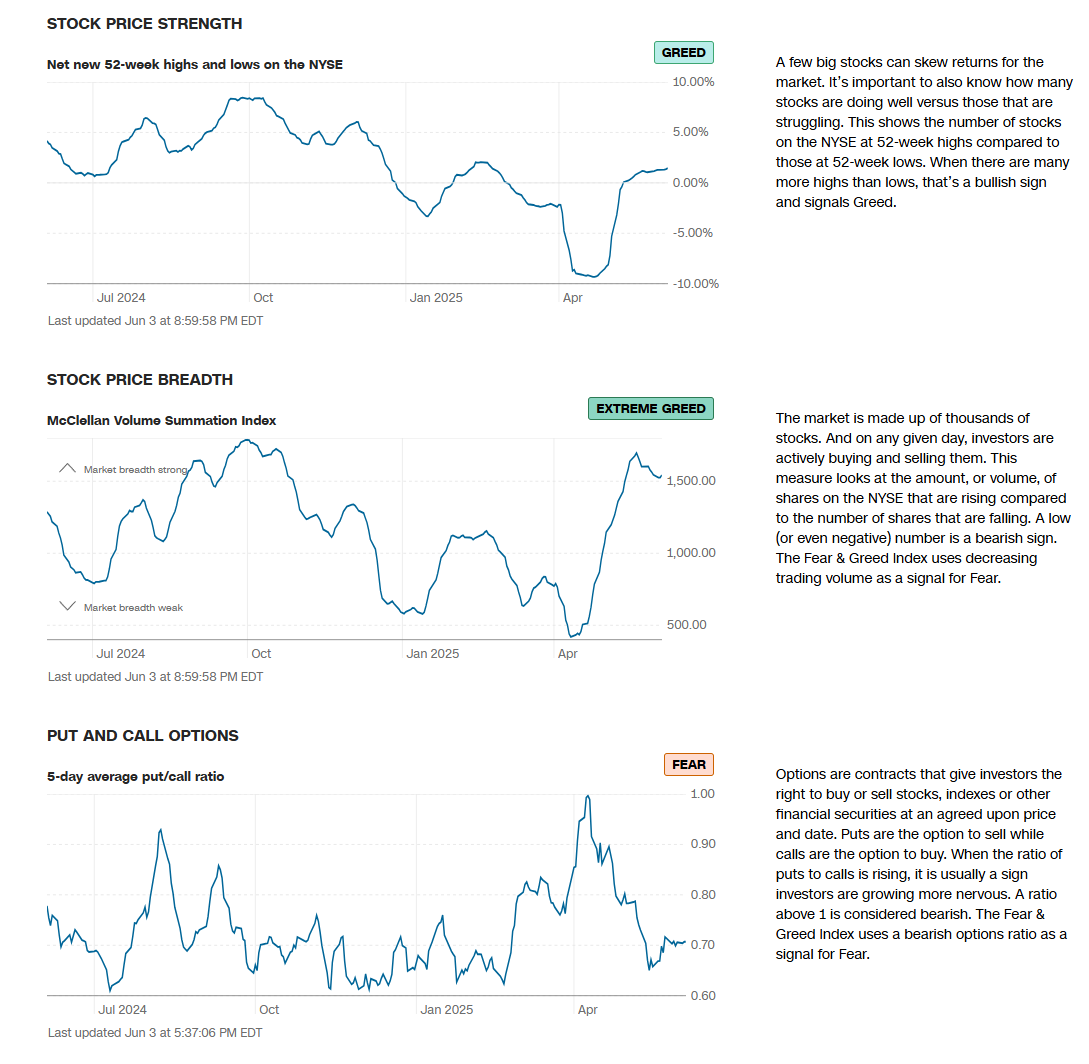 STOCK PRICE STRENGTH
GREED
Net new 52-week highs and lows on the NYSE
10.00%
5.00%
0.00%
-5.00%
-10.00%
Jul 2024
Oct
Jan 2025
Apr
Last updated Jun 3 at 8:59:58 PM EDT
A few big stocks can skew returns for the
market. It's important to also know how many
stocks are doing well versus those that are
struggling. This shows the number of stocks
on the NYSE at 52-week highs compared to
those at 52-week lows. When there are many
more highs than lows, that's a bullish sign
and signals Greed.
STOCK PRICE BREADTH
EXTREME GREED
McClellan Volume Summation Index
Market breadth strong
1,500.00
1,000.00
Market breadth weak
500.00
Jul 2024
Oct
Jan 2025
Apr
Last updated Jun 3 at 8:59:58 PM EDT
The market is made up of thousands of
stocks. And on any given day, investors are
actively buying and selling them. This
measure looks at the amount, or volume, of
shares on the NYSE that are rising compared
to the number of shares that are falling. A low
(or even negative) number is a bearish sign.
The Fear & Greed Index uses decreasing
trading volume as a signal for Fear.
PUT AND CALL OPTIONS
FEAR
5-day average put/call ratio
1.00
0.90
0.80
0.70
0.60
Jul 2024
Oct
Jan 2025
Apr
Last updated Jun 3 at 5:37:06 PM EDT
Options are contracts that give investors the
right to buy or sell stocks, indexes or other
financial securities at an agreed upon price
and date. Puts are the option to sell while
calls are the option to buy. When the ratio of
puts to calls is rising, it is usually a sign
investors are growing more nervous. A ratio
above 1 is considered bearish. The Fear &
Greed Index uses a bearish options ratio as a
signal for Fear.